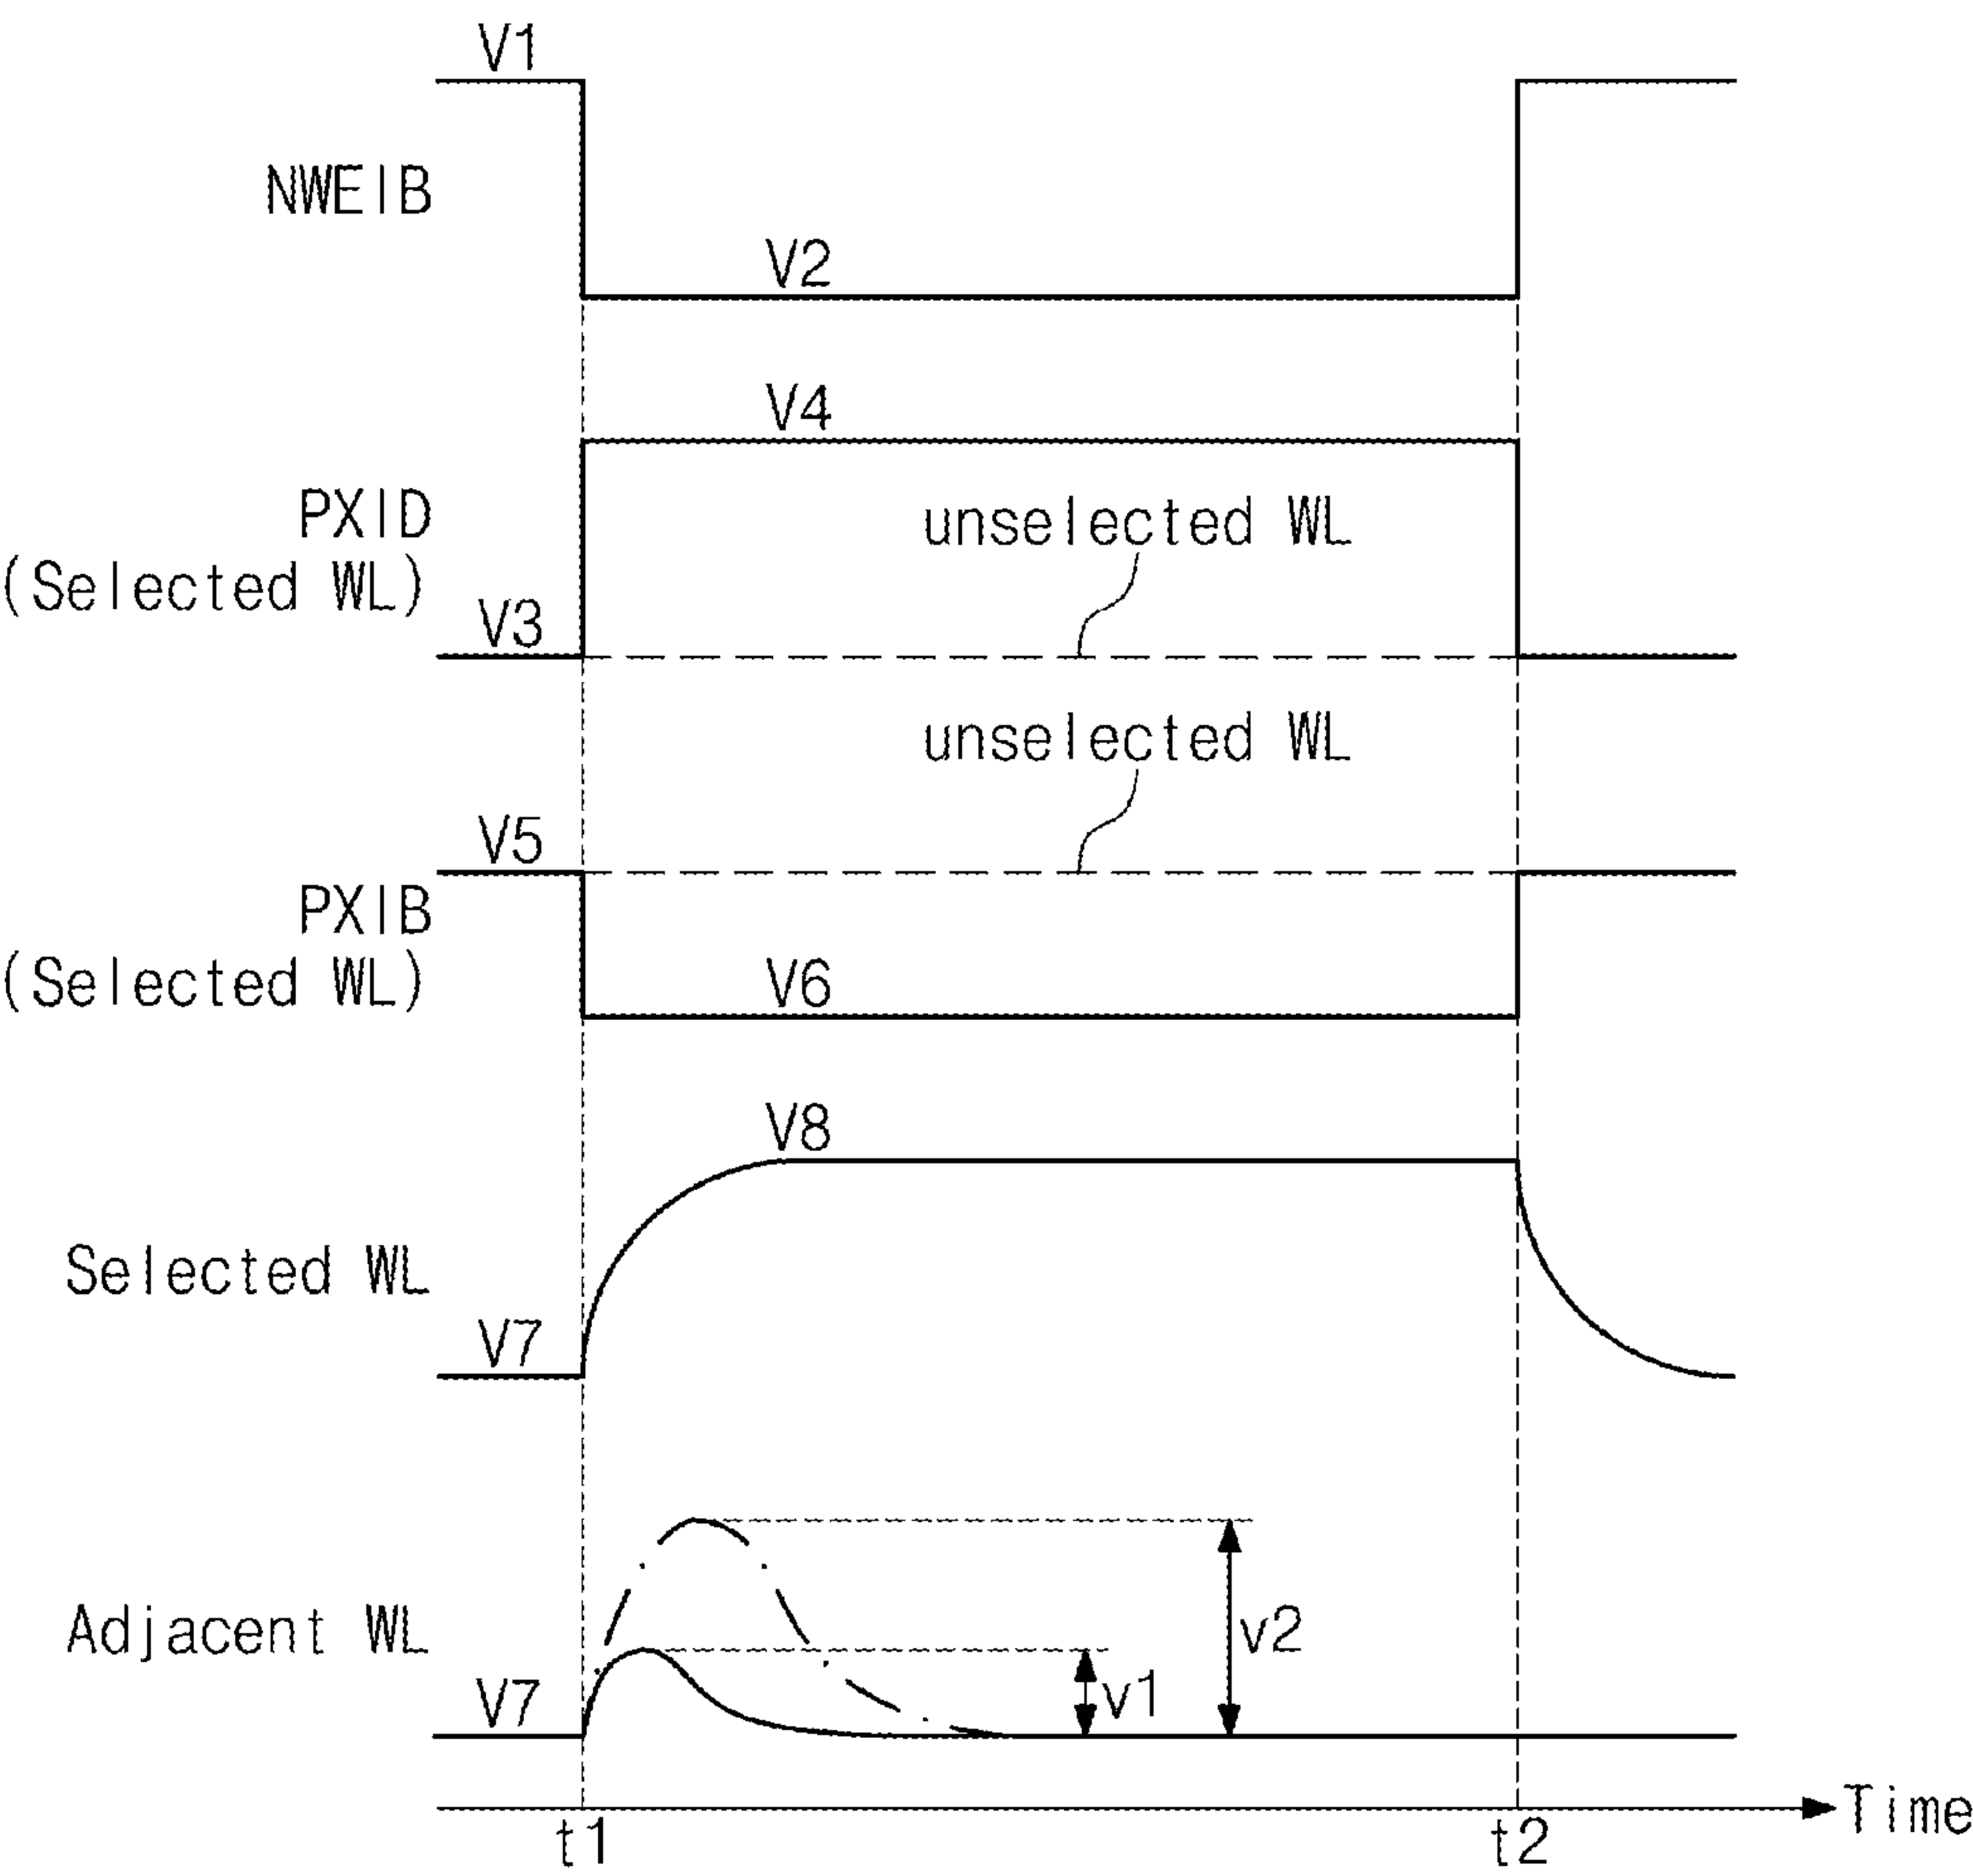 V1
NWEIB
V2
V4
PXID
(Selected WL)
unselected WL
V3
unselected WL
V5
PXIB
(Selected WL)
V6
V8
Selected WL
V7
Adjacent WL
v2
V7
v1
Time
t1
t2